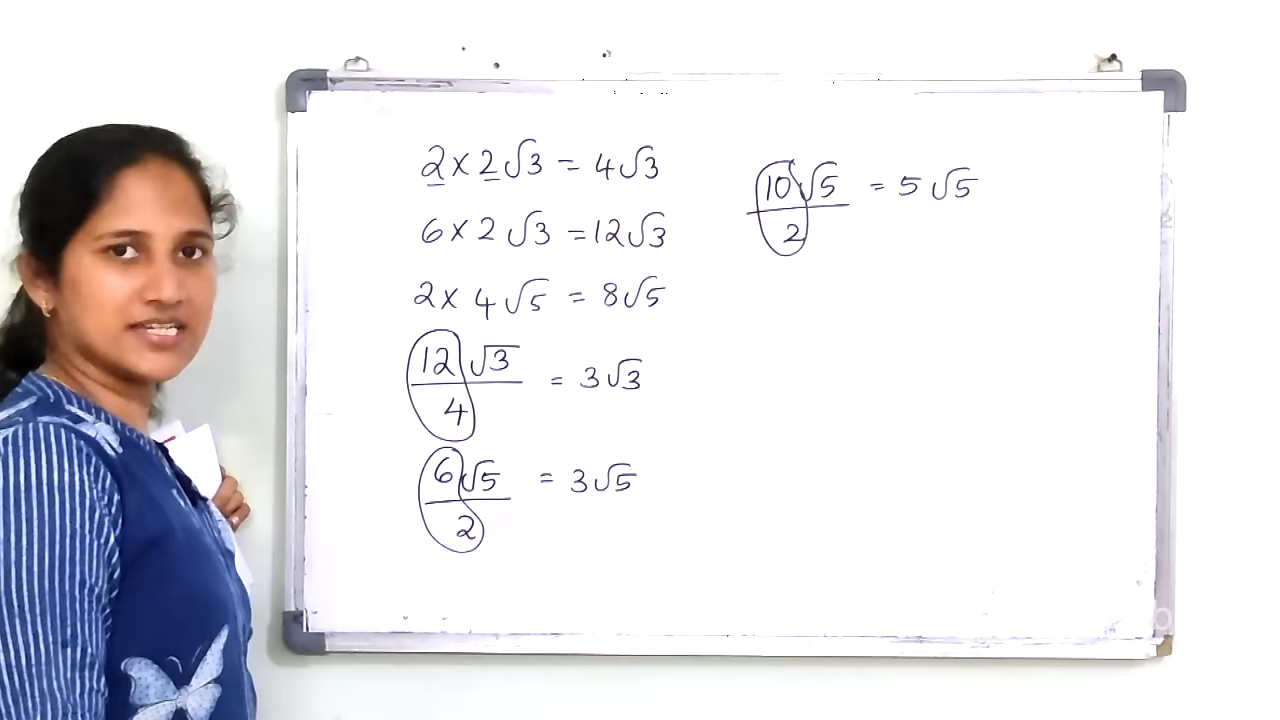 2 × 2√3 = 4√3
6 × 2√3 = 12√3
2 × 4√5 = 8√5
12√3/4 = 3√3
6√5/2 = 3√5
10√5/2 = 5√5